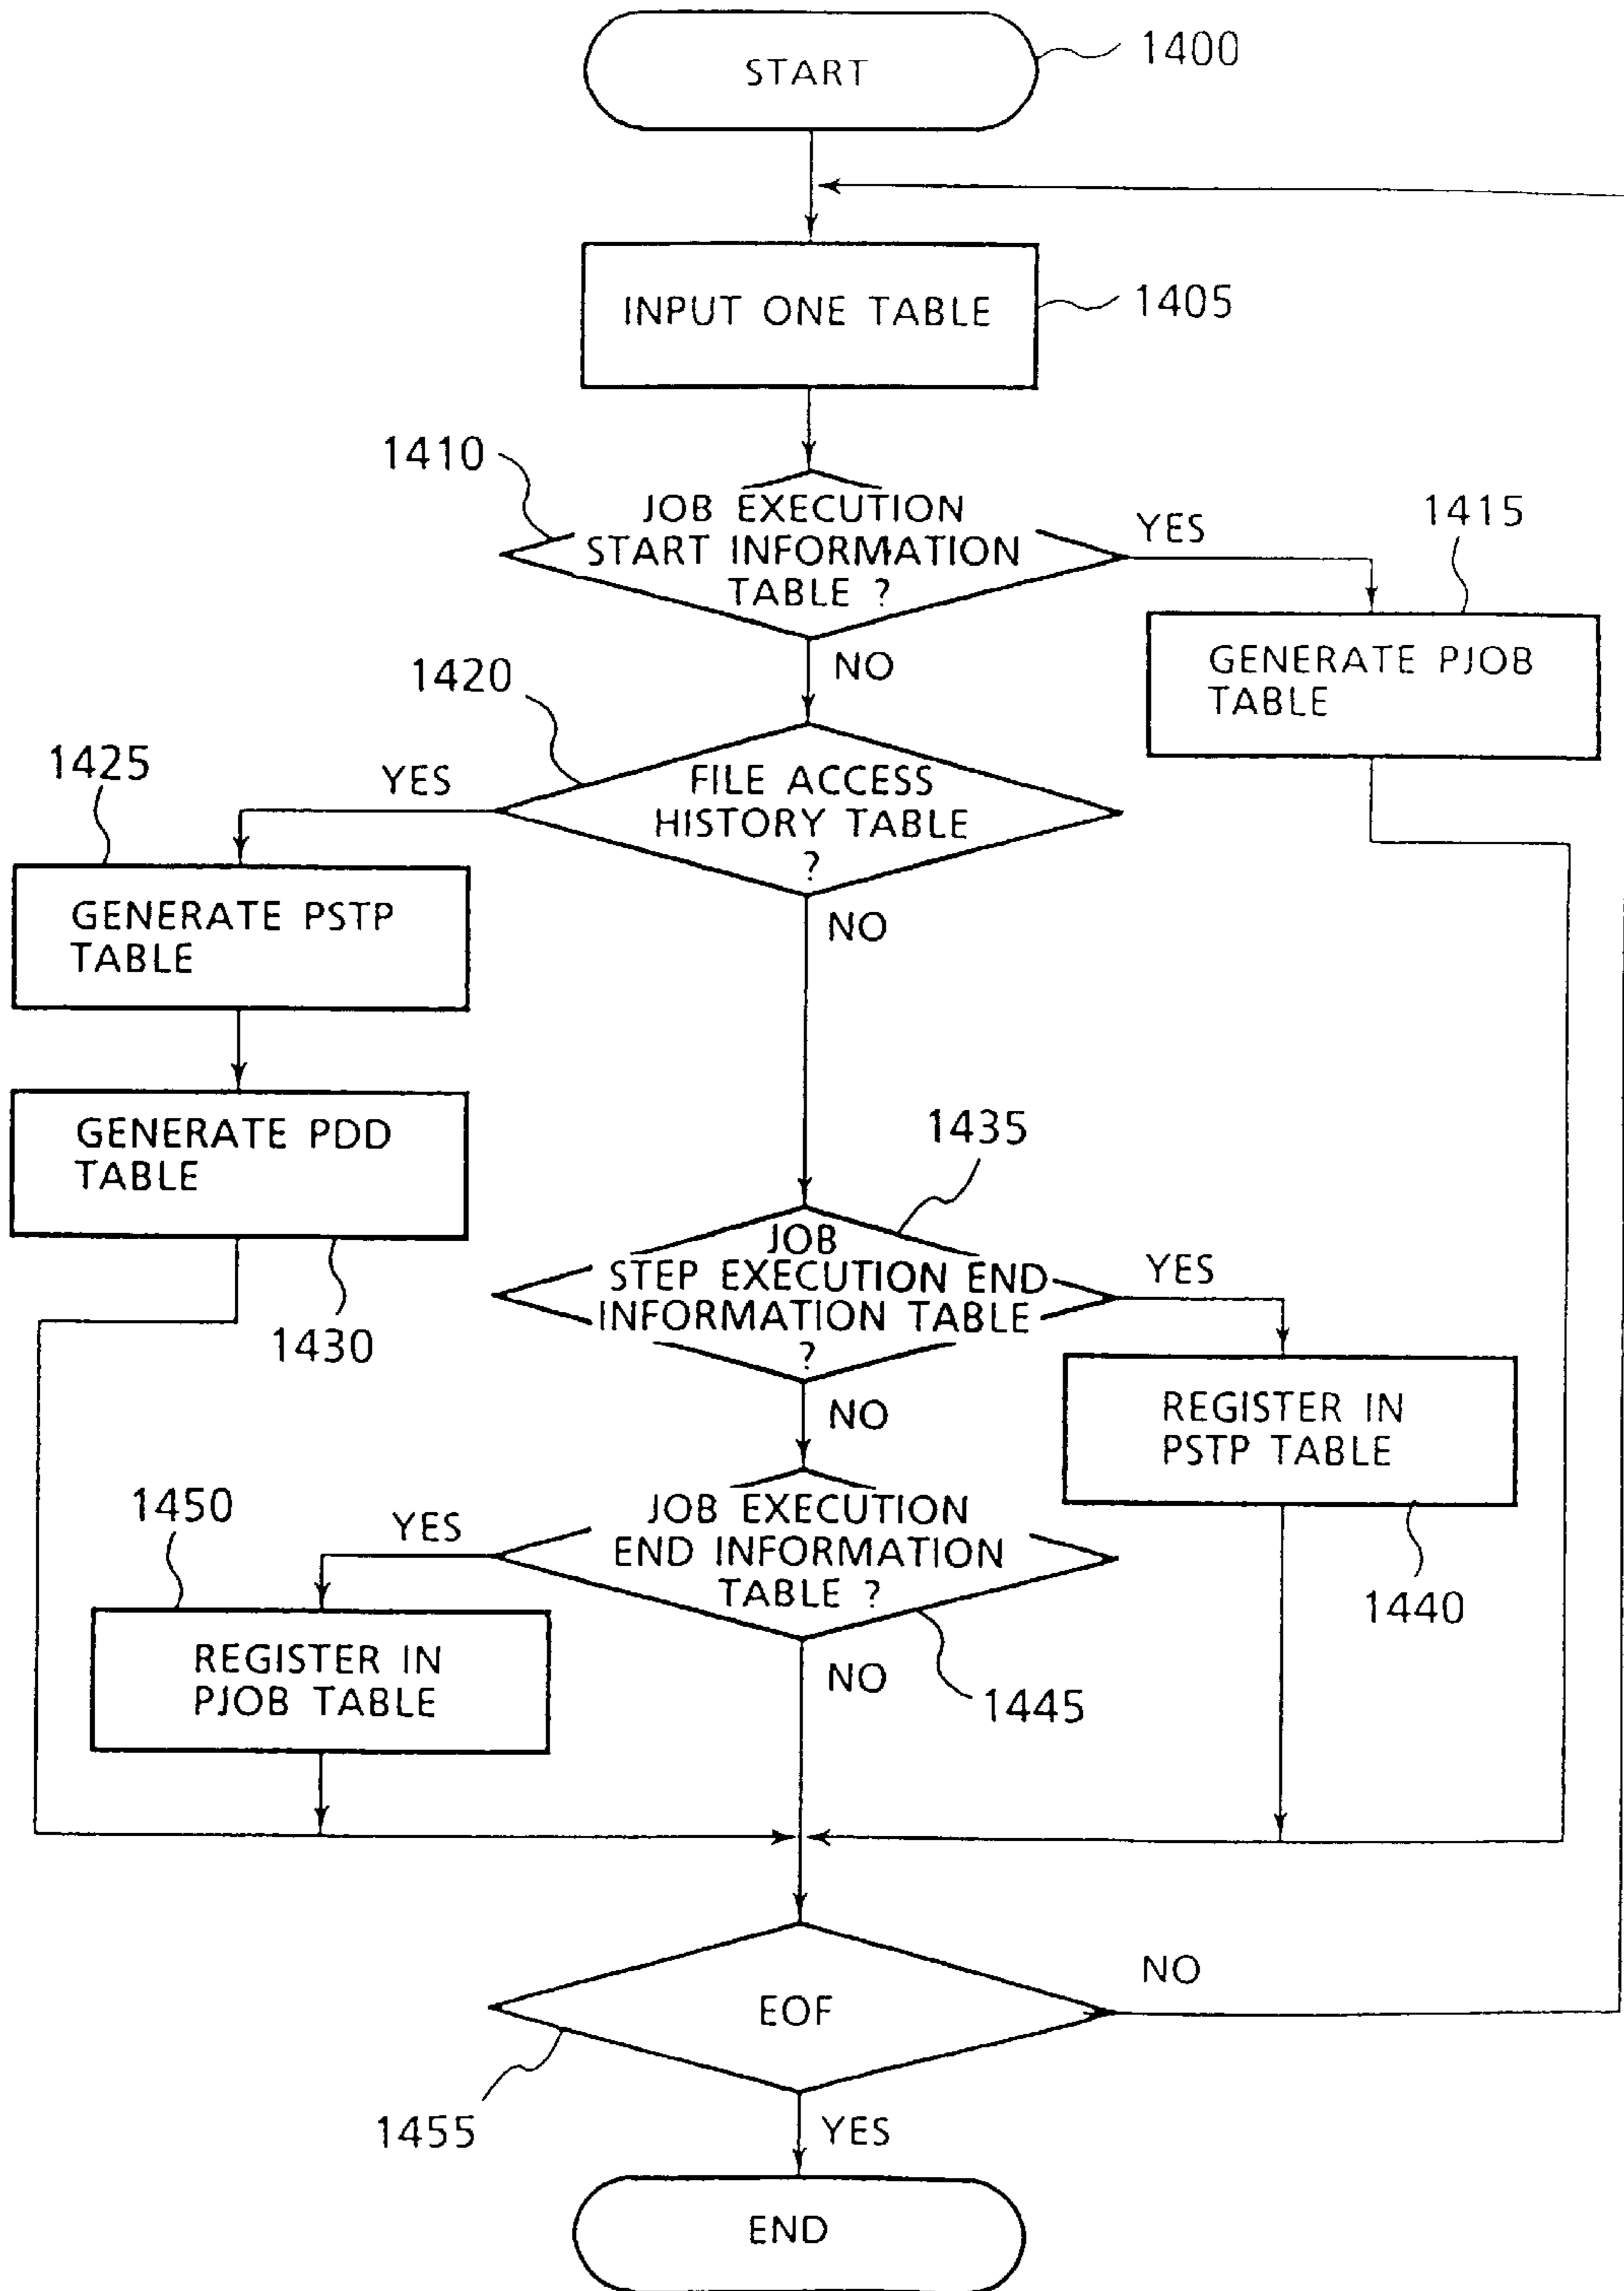 START
1400
INPUT ONE TABLE
1405
1410
JOB EXECUTION
START INFORMATION
TABLE ?
YES
1415
NO
GENERATE PJOB
TABLE
1420
FILE ACCESS
HISTORY TABLE
?
YES
1425
NO
GENERATE PSTP
TABLE
GENERATE PDD
TABLE
1430
1435
JOB
STEP EXECUTION END
INFORMATION TABLE
?
YES
NO
REGISTER IN
PSTP TABLE
1440
JOB EXECUTION
END INFORMATION
TABLE ?
YES
1450
NO
1445
REGISTER IN
PJOB TABLE
EOF
NO
1455
YES
END